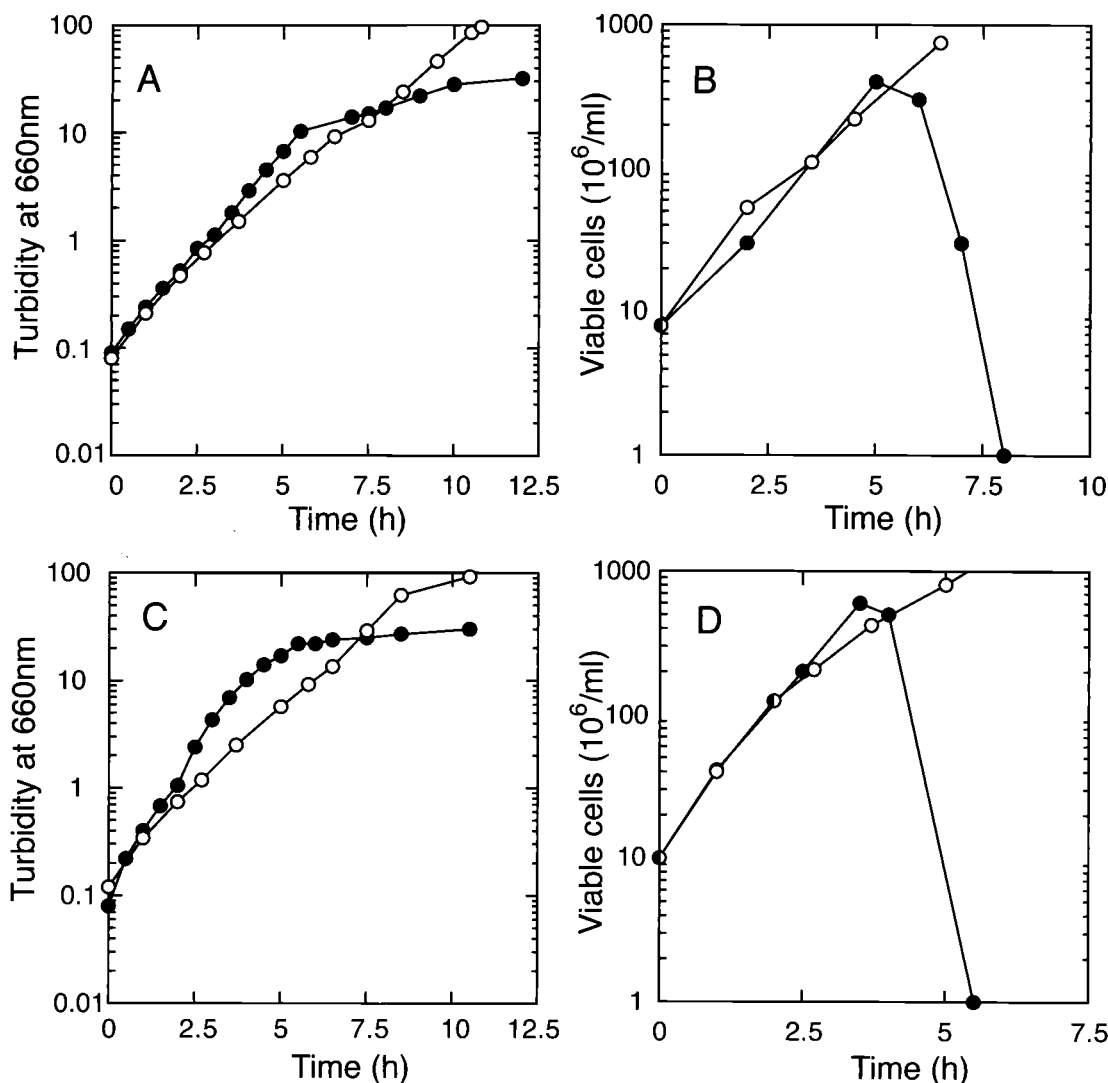 A
Turbidity at 660nm
100
10
1
0.1
0.01
0 2.5 5 7.5 10 12.5
Time (h)
B
Viable cells (10⁶/ml)
1000
100
10
1
0 2.5 5 7.5 10
Time (h)
C
Turbidity at 660nm
100
10
1
0.1
0.01
0 2.5 5 7.5 10 12.5
Time (h)
D
Viable cells (10⁶/ml)
1000
100
10
1
0 2.5 5 7.5
Time (h)